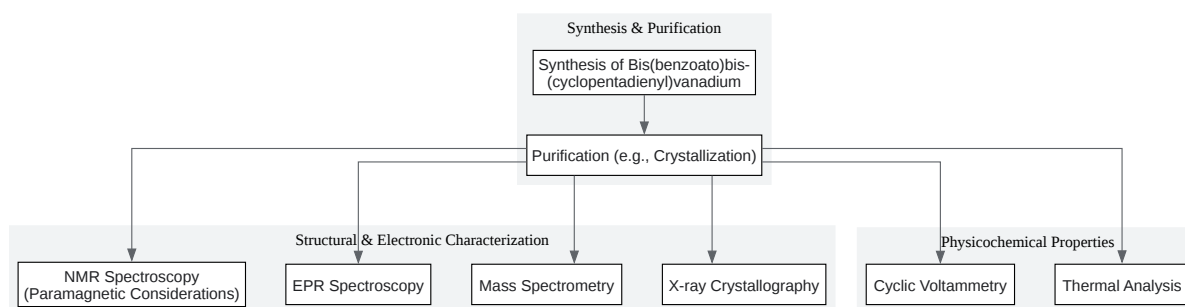 Synthesis & Purification
Synthesis of Bis(benzoato)bis-
(cyclopentadienyl)vanadium
Purification (e.g., Crystallization)
Structural & Electronic Characterization
Physicochemical Properties
NMR Spectroscopy
(Paramagnetic Considerations)
EPR Spectroscopy
Mass Spectrometry
X-ray Crystallography
Cyclic Voltammetry
Thermal Analysis